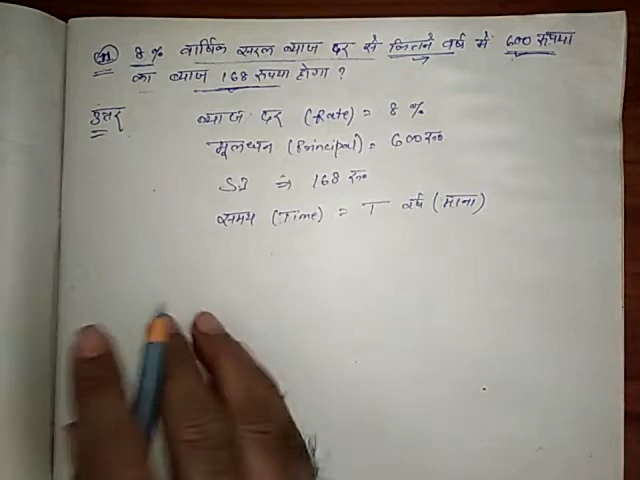 8% वार्षिक सरल ब्याज दर से कितने वर्ष में 600 रुपया
का ब्याज 168 रुपया होगा ?
उत्तर ब्याज दर (Rate) = 8 %
मूलधन (Principal) = 600 रु०
SI ⇒ 168 रु०
समय (Time) = T वर्ष (माना)